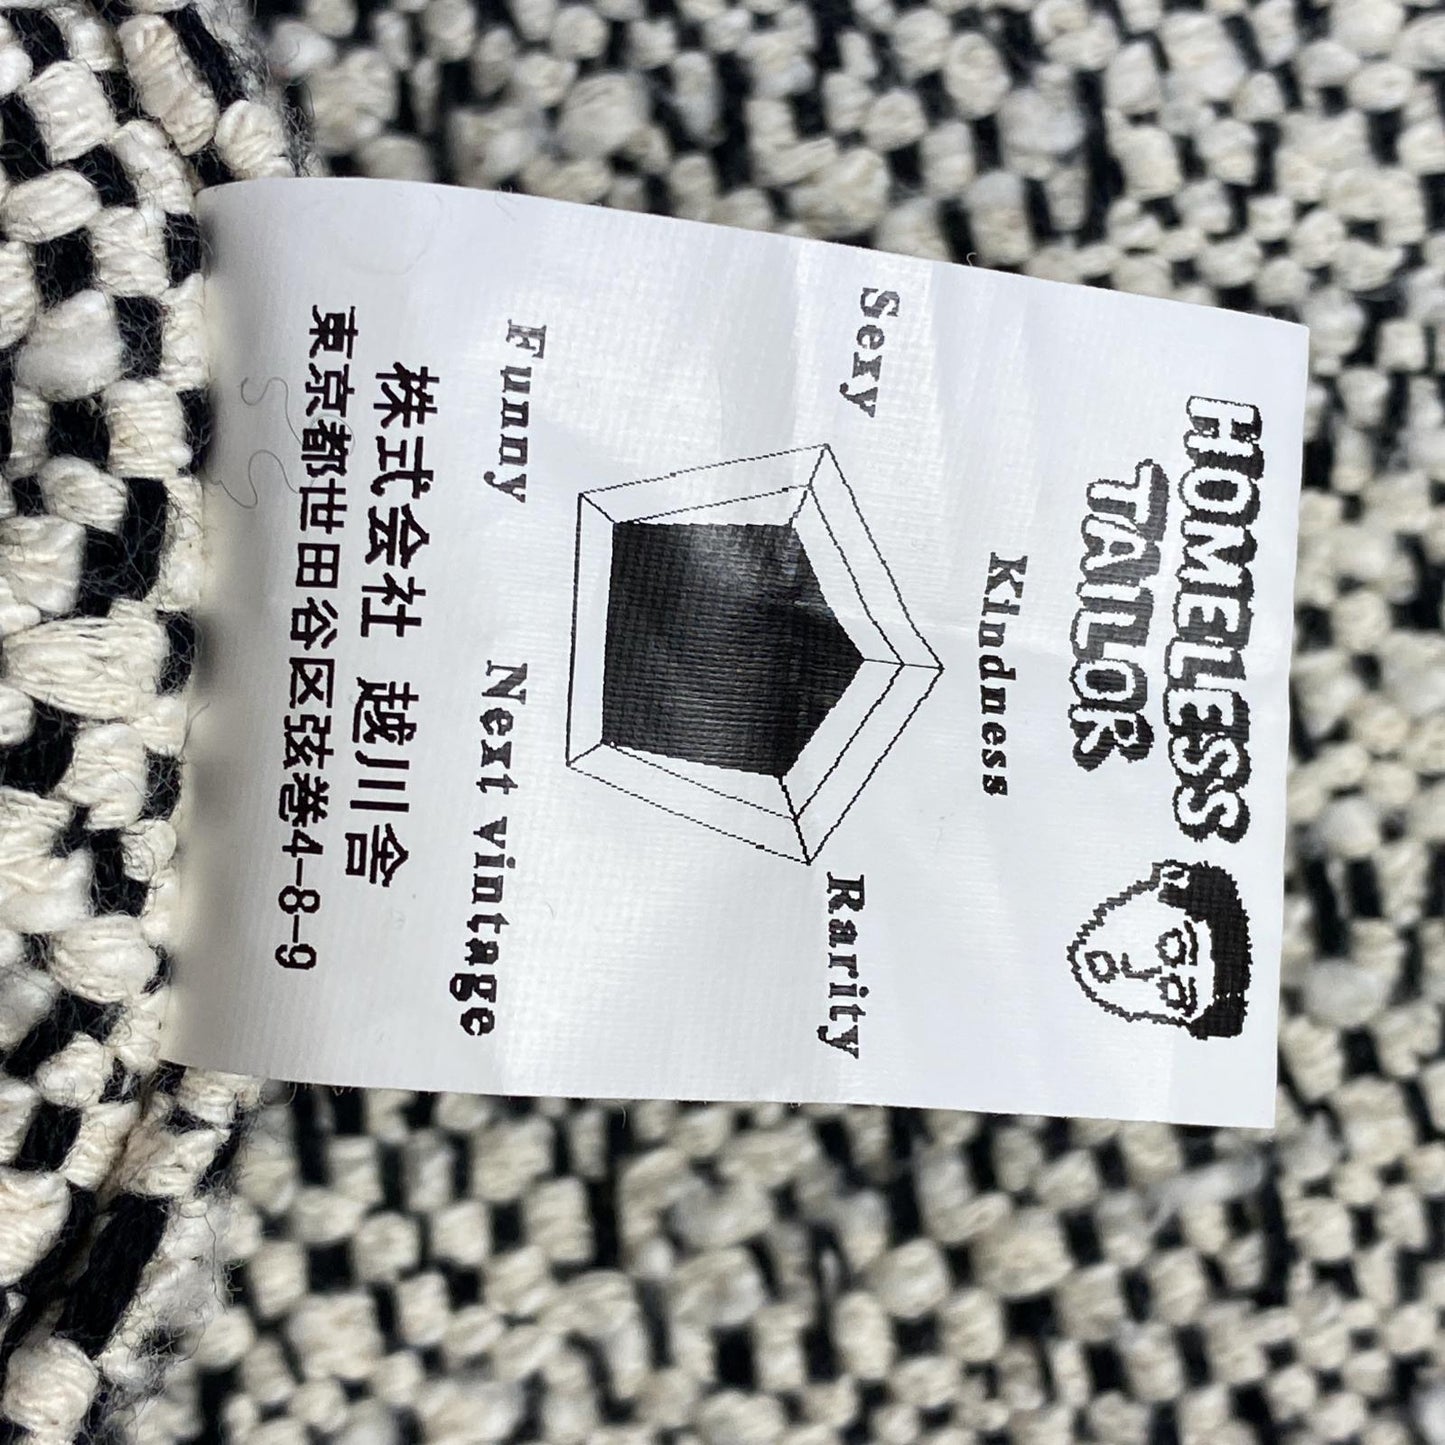 HOMELESS
TAILOR
Kindness
Sexy
Rarity
Funny
Next vintage
株式会社 越川舎
東京都世田谷区弦巻4-8-9